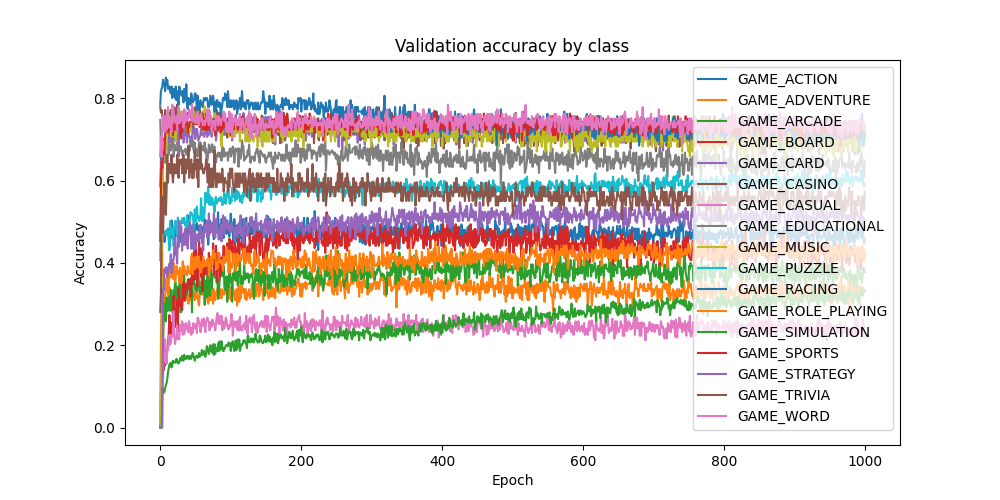 Validation accuracy by class
Accuracy
0.8
0.6
0.4
0.2
0.0
0
200
400
600
800
1000
Epoch
GAME_ACTION
GAME_ADVENTURE
GAME_ARCADE
GAME_BOARD
GAME_CARD
GAME_CASINO
GAME_CASUAL
GAME_EDUCATIONAL
GAME_MUSIC
GAME_PUZZLE
GAME_RACING
GAME_ROLE_PLAYING
GAME_SIMULATION
GAME_SPORTS
GAME_STRATEGY
GAME_TRIVIA
GAME_WORD